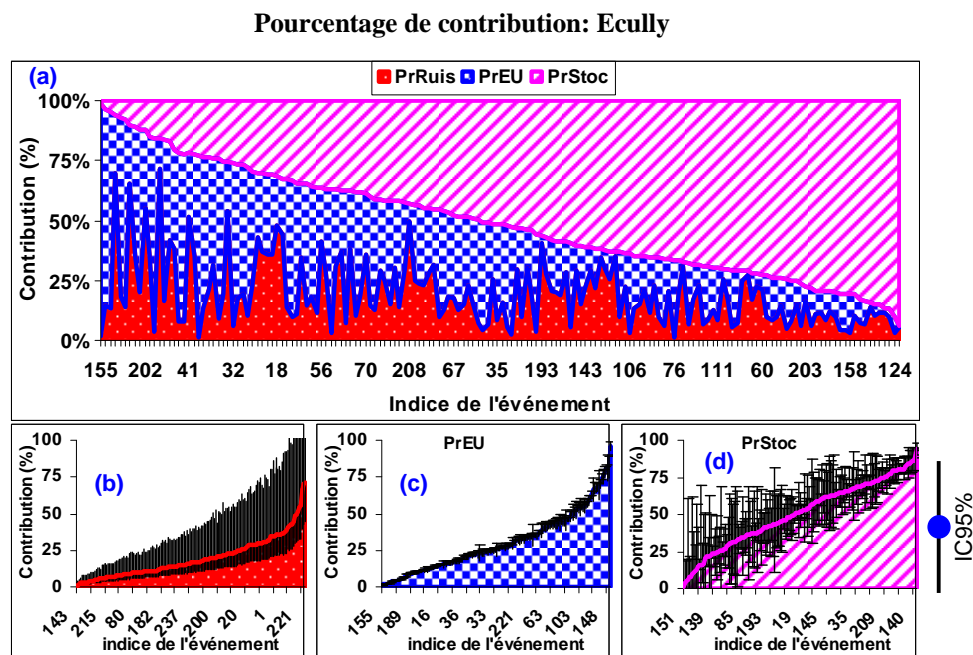 Pourcentage de contribution: Ecully
(a)
PrRuis PrEU PrStoc
Contribution (%)
100%
75%
50%
25%
0%
155 202 41 32 18 56 70 208 67 35 193 143 106 76 111 60 203 158 124
Indice de l'événement
(b)
Contribution (%)
100
75
50
25
0
143 215 80 182 237 200 20 1 221
indice de l'événement
PrEU
(c)
Contribution (%)
100
75
50
25
0
155 189 16 36 33 221 63 103 148
indice de l'événement
PrStoc
(d)
Contribution (%)
100
75
50
25
0
151 139 85 193 19 145 35 209 140
indice de l'événement
IC95%